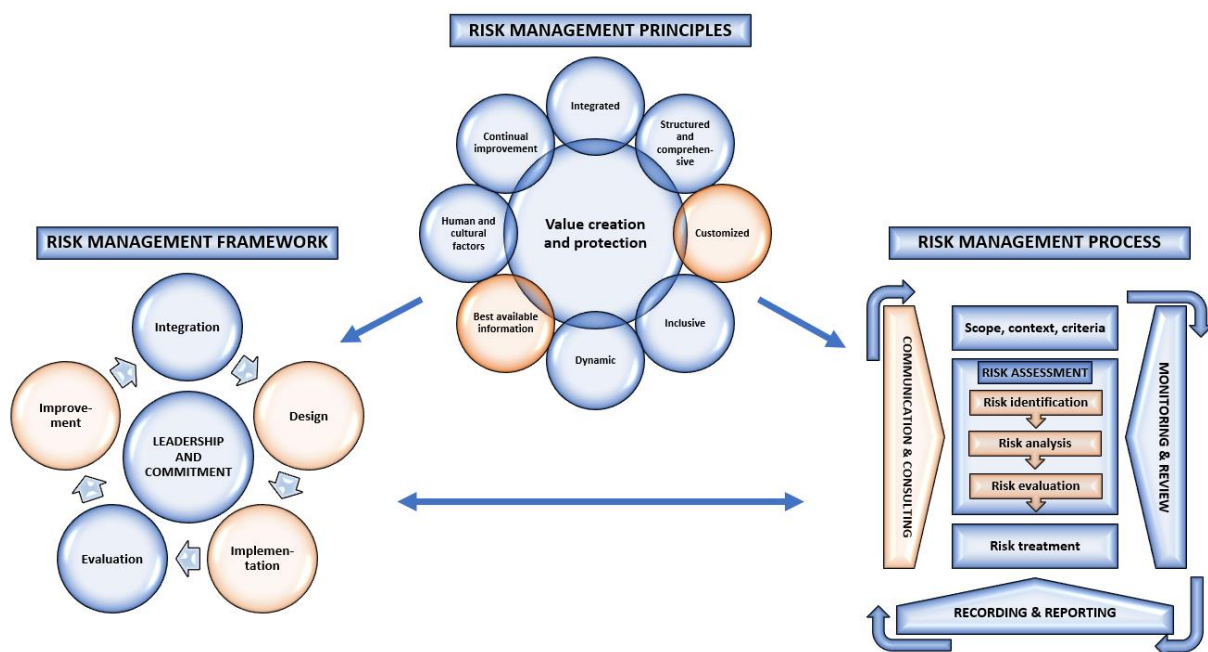 RISK MANAGEMENT PRINCIPLES
Integrated
Structured
and
comprehen-
sive
Customized
Inclusive
Dynamic
Best available
information
Human and
cultural
factors
Continual
improvement
Value creation
and protection
RISK MANAGEMENT FRAMEWORK
Integration
Design
Implemen-
tation
Evaluation
Improve-
ment
LEADERSHIP
AND
COMMITMENT
RISK MANAGEMENT PROCESS
COMMUNICATION & CONSULTING
Scope, context, criteria
RISK ASSESSMENT
Risk identification
Risk analysis
Risk evaluation
Risk treatment
MONITORING & REVIEW
RECORDING & REPORTING